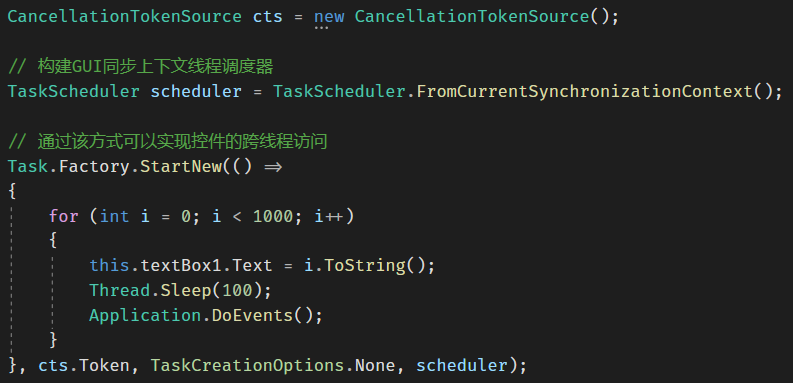 CancellationTokenSource cts = new CancellationTokenSource();
// 构建GUI同步上下文线程调度器
TaskScheduler scheduler = TaskScheduler.FromCurrentSynchronizationContext();
// 通过该方式可以实现控件的跨线程访问
Task.Factory.StartNew(() =>
{
    for (int i = 0; i < 1000; i++)
    {
        this.textBox1.Text = i.ToString();
        Thread.Sleep(100);
        Application.DoEvents();
    }
}, cts.Token, TaskCreationOptions.None, scheduler);